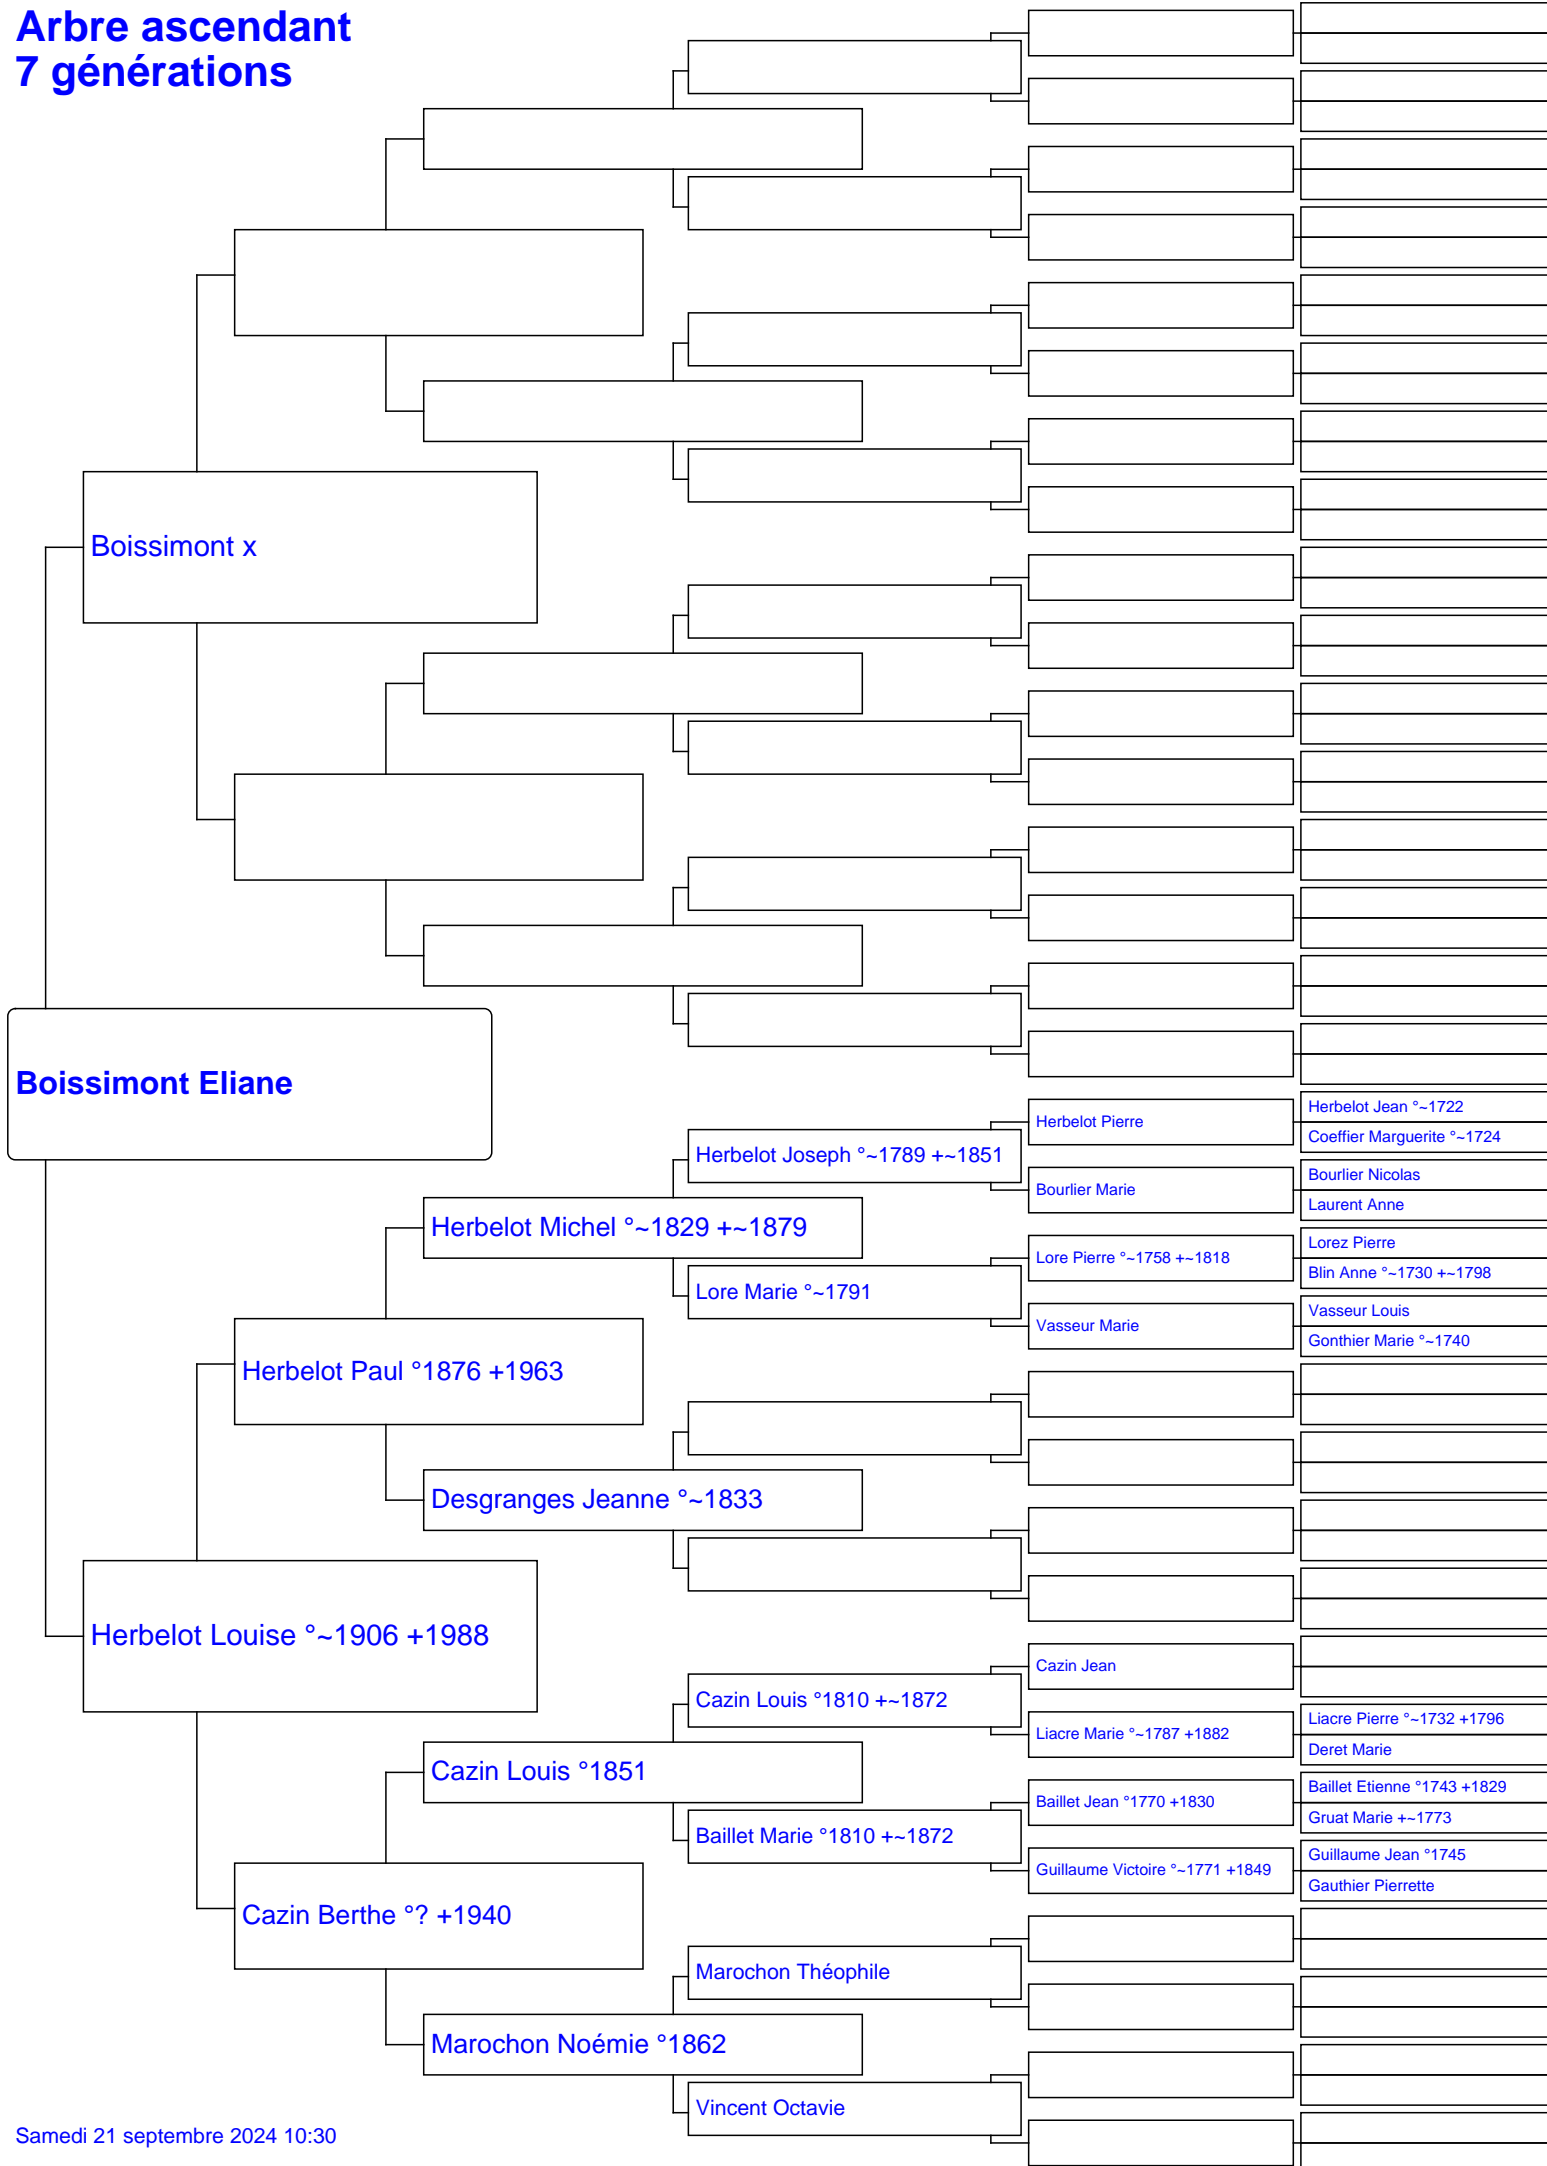 Arbre ascendant
7 générations
Boissimont x
Boissimont Eliane
Herbelot Jean °~1722
Herbelot Pierre
Coeffier Marguerite °~1724
Herbelot Joseph °~1789 +~1851
Bourlier Nicolas
Bourlier Marie
Laurent Anne
Herbelot Michel °~1829 +~1879
Lorez Pierre
Lore Pierre °~1758 +~1818
Blin Anne °~1730 +~1798
Lore Marie °~1791
Vasseur Louis
Vasseur Marie
Gonthier Marie °~1740
Herbelot Paul °1876 +1963
Desgranges Jeanne °~1833
Herbelot Louise °~1906 +1988
Cazin Jean
Cazin Louis °1810 +~1872
Liacre Pierre °~1732 +1796
Liacre Marie °~1787 +1882
Deret Marie
Cazin Louis °1851
Baillet Etienne °1743 +1829
Baillet Jean °1770 +1830
Gruat Marie +~1773
Baillet Marie °1810 +~1872
Guillaume Jean °1745
Guillaume Victoire °~1771 +1849
Gauthier Pierrette
Cazin Berthe °? +1940
Marochon Théophile
Marochon Noémie °1862
Vincent Octavie
Samedi 21 septembre 2024 10:30